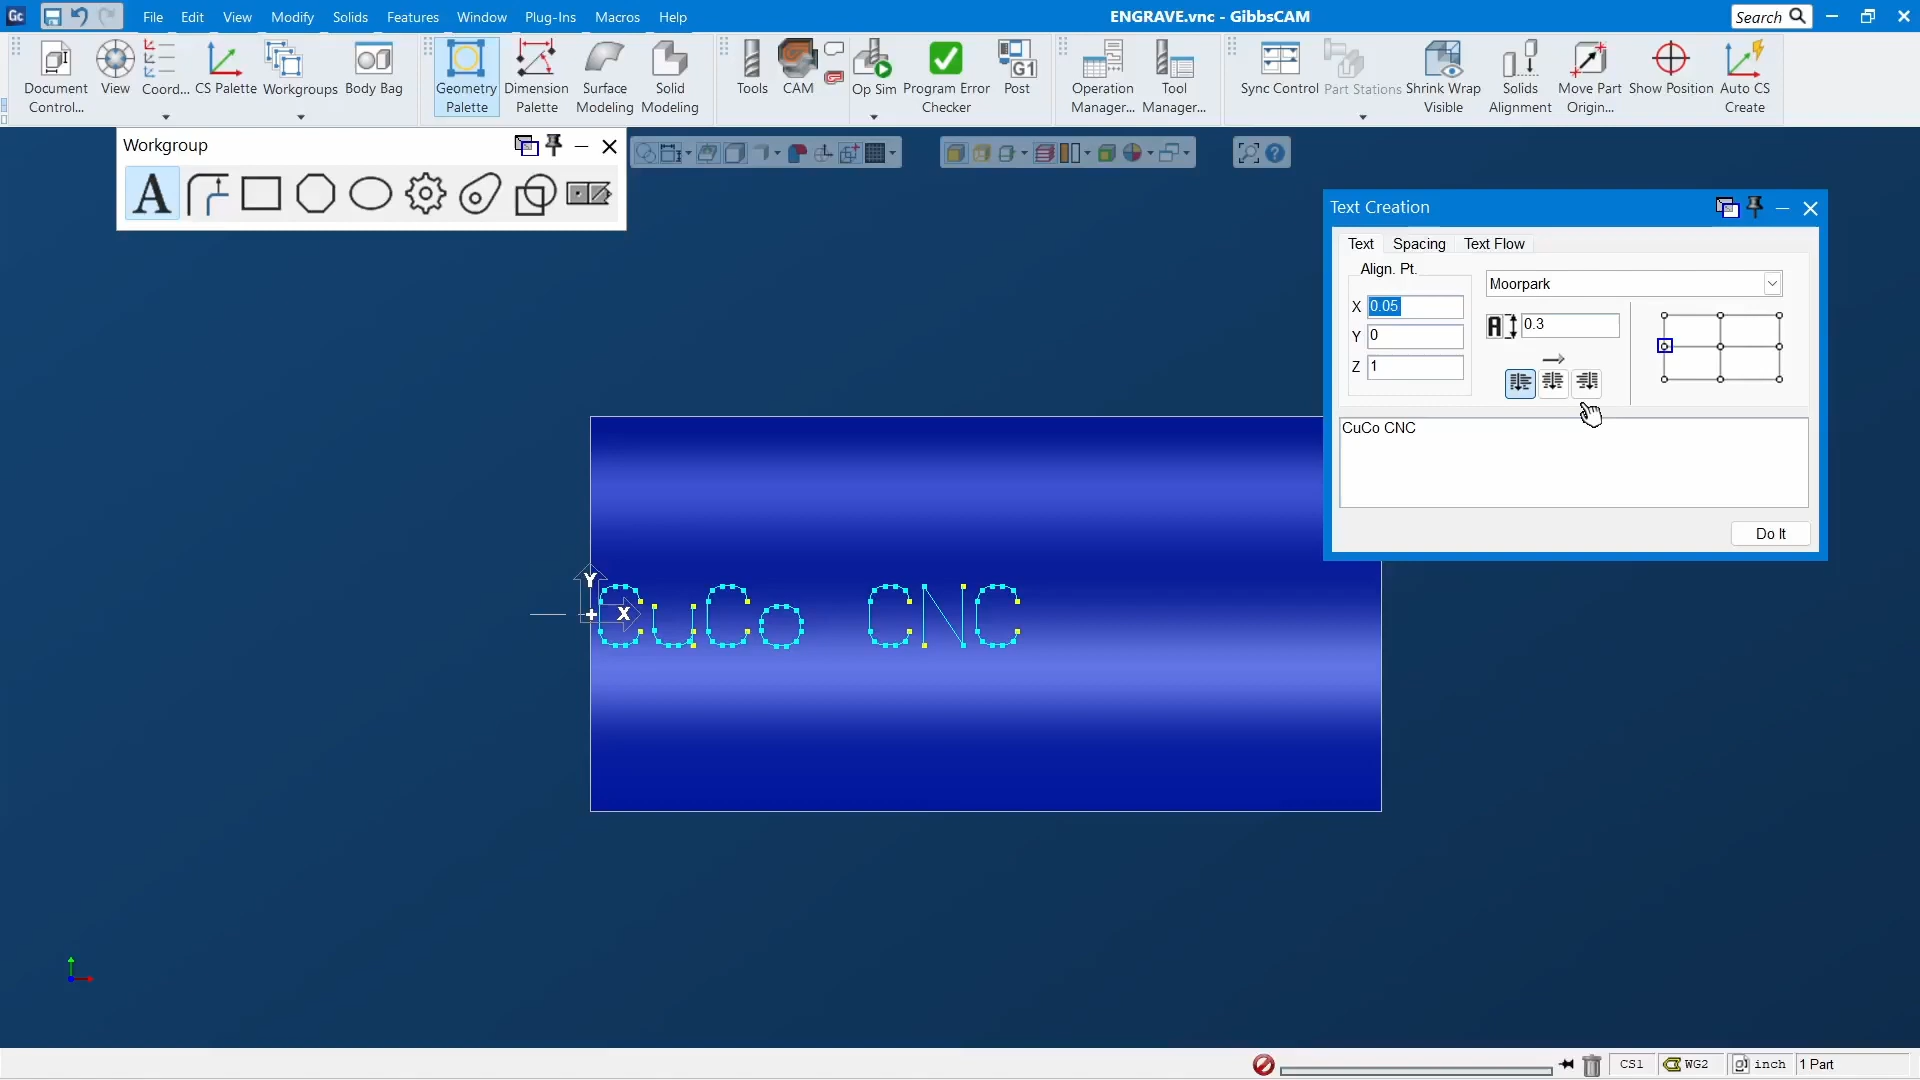 Gc File Edit View Modify Solids Features Window Plug-Ins Macros Help ENGRAVE.vnc - GibbsCAM Search
Document Control... View Coord... CS Palette Workgroups Body Bag Geometry Palette Dimension Palette Surface Modeling Solid Modeling Tools CAM Op Sim Program Error Checker G1 Post Operation Manager... Tool Manager... Sync Control Part Stations Shrink Wrap Visible Solids Alignment Move Part Origin... Show Position Auto CS Create
Workgroup
A
Text Creation
Text Spacing Text Flow
Align. Pt.
Moorpark
X 0.05
A 0.3
Y 0
Z 1
CuCo CNC
Do It
Y
X
CuCo CNC
CS1 WG2 inch 1 Part